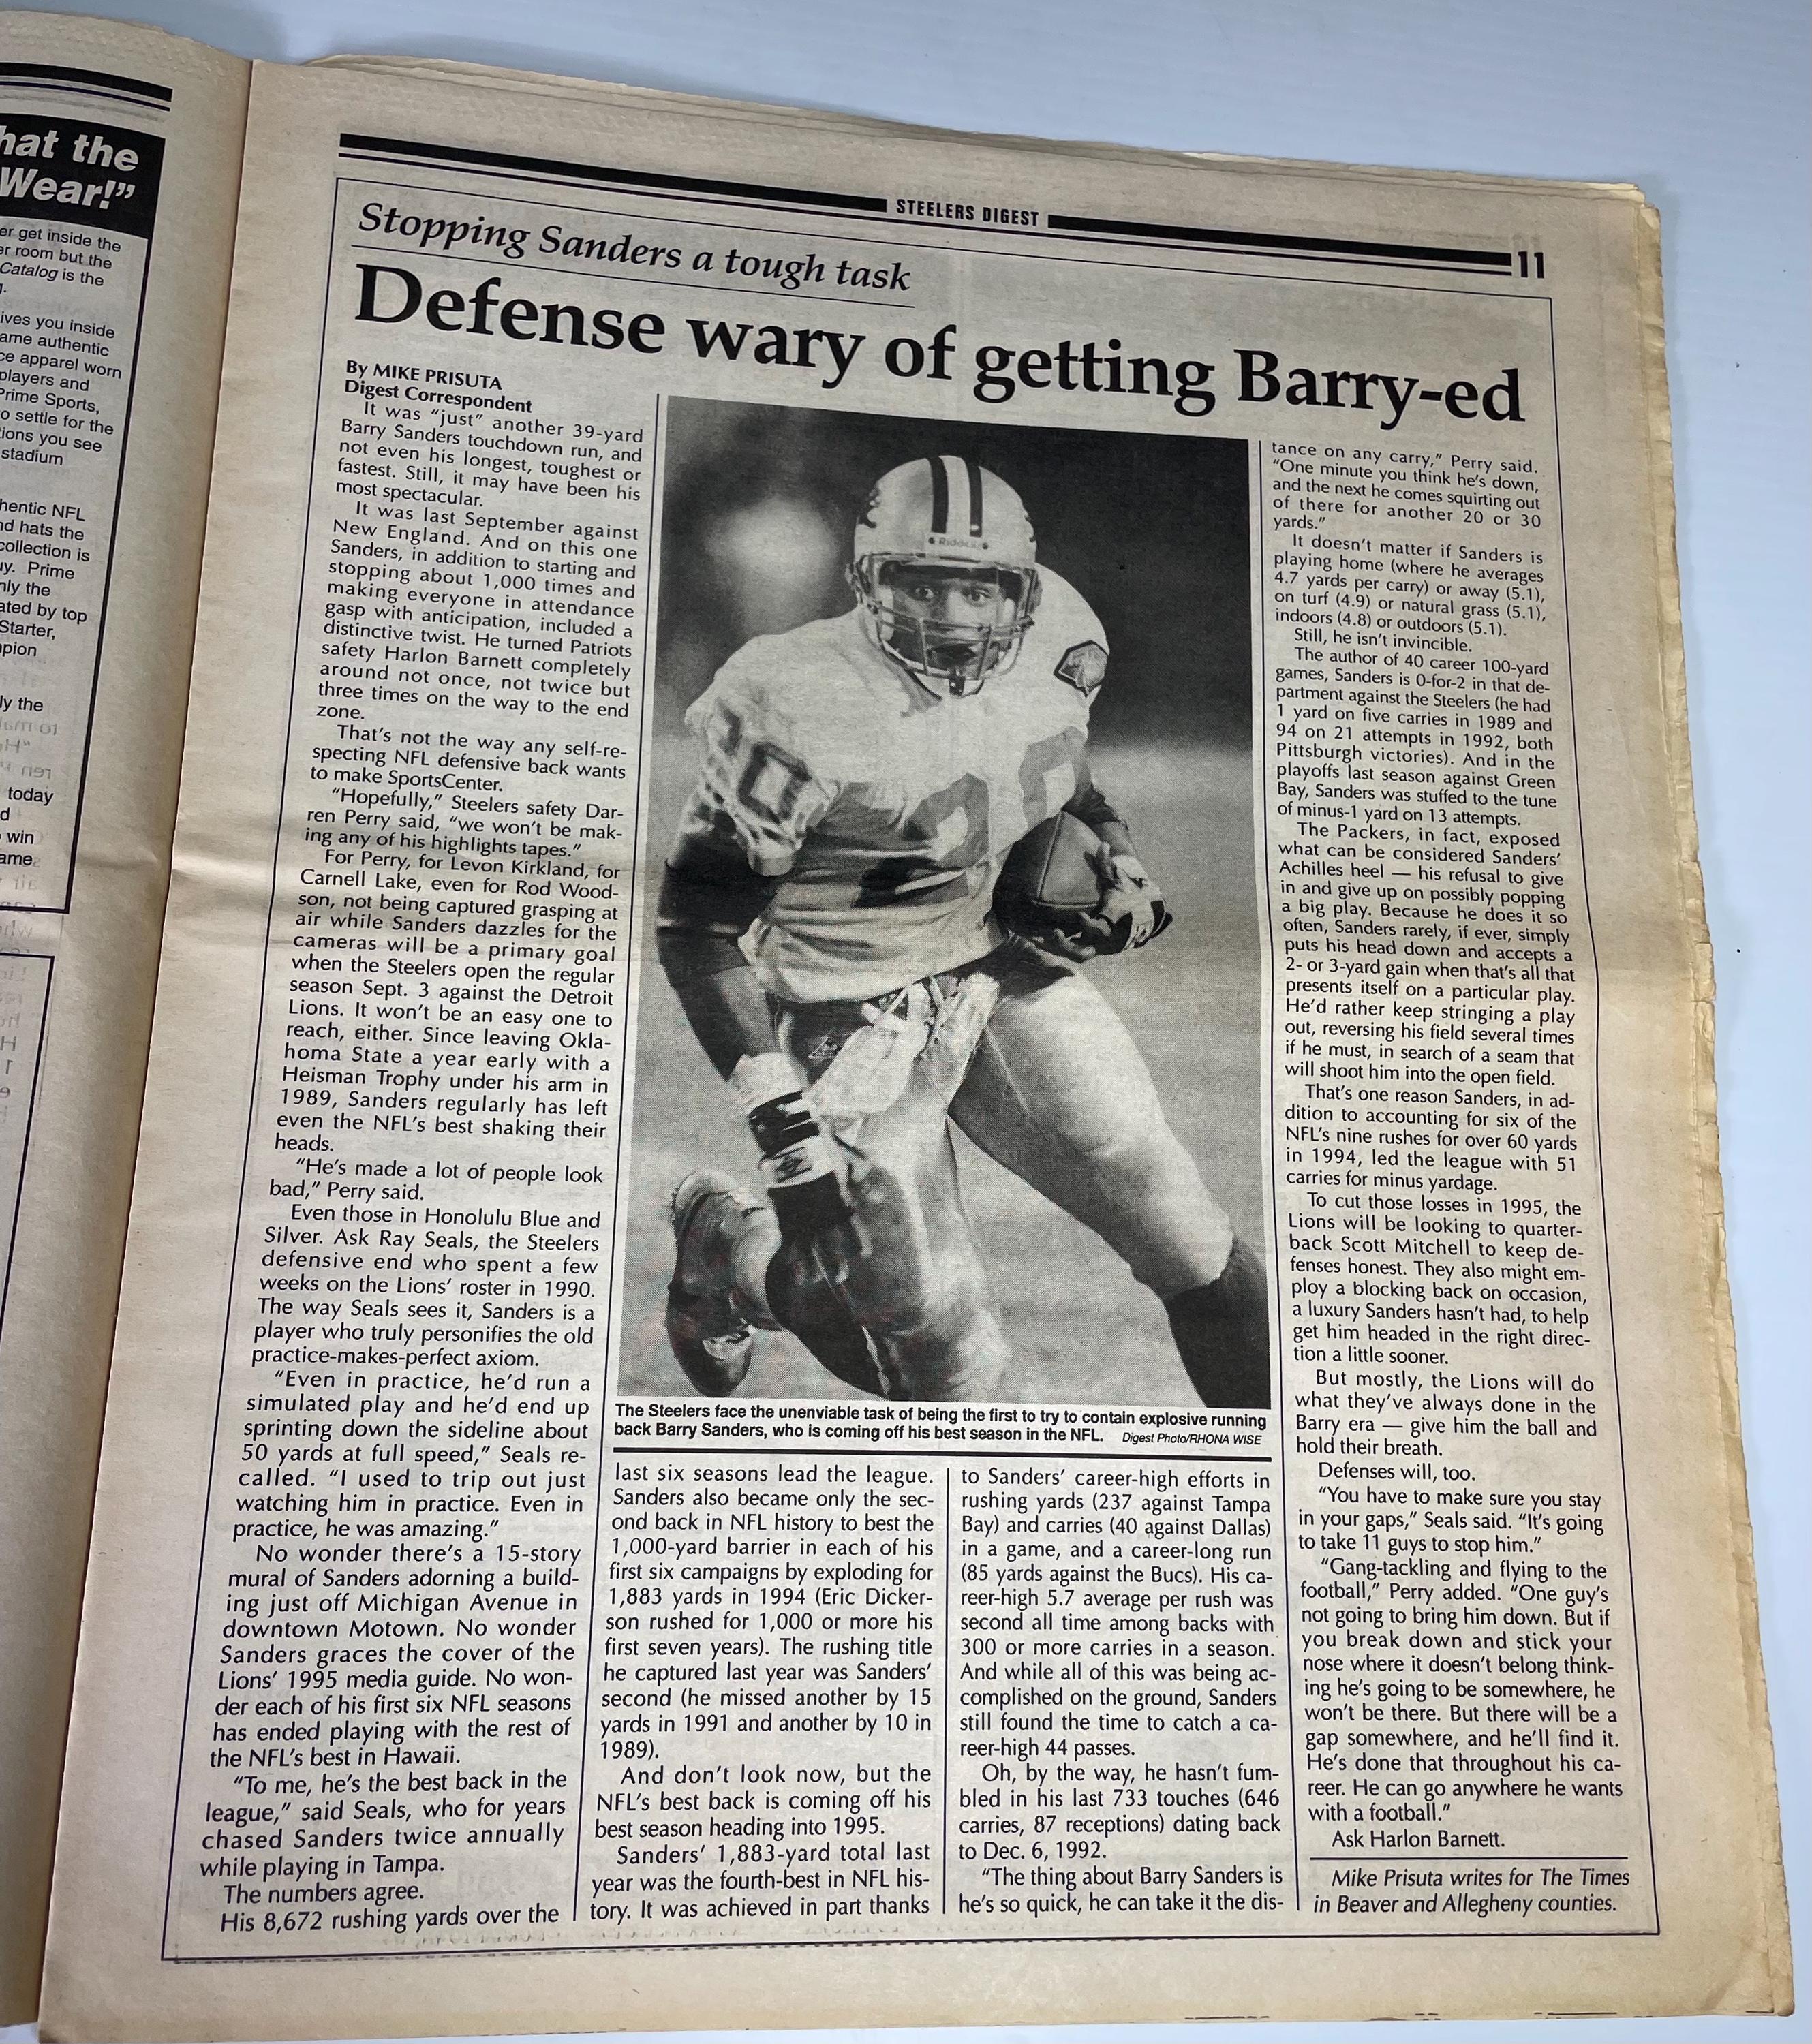 hat the
Wear!”
er get inside the
er room but the
Catalog is the
ives you inside
ame authentic
ce apparel worn
players and
Prime Sports,
o settle for the
ions you see
stadium
hentic NFL
nd hats the
collection is
uy. Prime
nly the
ated by top
Starter,
pion
ly the
today
d
win
ame
STEELERS DIGEST
11
Stopping Sanders a tough task
Defense wary of getting Barry-ed
By MIKE PRISUTA
Digest Correspondent
It was “just” another 39-yard
Barry Sanders touchdown run, and
not even his longest, toughest or
fastest. Still, it may have been his
most spectacular.
It was last September against
New England. And on this one
Sanders, in addition to starting and
stopping about 1,000 times and
making everyone in attendance
gasp with anticipation, included a
distinctive twist. He turned Patriots
safety Harlon Barnett completely
around not once, not twice but
three times on the way to the end
zone.
That’s not the way any self-re-
specting NFL defensive back wants
to make SportsCenter.
“Hopefully,” Steelers safety Dar-
ren Perry said, “we won’t be mak-
ing any of his highlights tapes.”
For Perry, for Levon Kirkland, for
Carnell Lake, even for Rod Wood-
son, not being captured grasping at
air while Sanders dazzles for the
cameras will be a primary goal
when the Steelers open the regular
season Sept. 3 against the Detroit
Lions. It won’t be an easy one to
reach, either. Since leaving Okla-
homa State a year early with a
Heisman Trophy under his arm in
1989, Sanders regularly has left
even the NFL’s best shaking their
heads.
“He’s made a lot of people look
bad,” Perry said.
Even those in Honolulu Blue and
Silver. Ask Ray Seals, the Steelers
defensive end who spent a few
weeks on the Lions’ roster in 1990.
The way Seals sees it, Sanders is a
player who truly personifies the old
practice-makes-perfect axiom.
“Even in practice, he’d run a
simulated play and he’d end up
sprinting down the sideline about
50 yards at full speed,” Seals re-
called. “I used to trip out just
watching him in practice. Even in
practice, he was amazing.”
No wonder there’s a 15-story
mural of Sanders adorning a build-
ing just off Michigan Avenue in
downtown Motown. No wonder
Sanders graces the cover of the
Lions’ 1995 media guide. No won-
der each of his first six NFL seasons
has ended playing with the rest of
the NFL’s best in Hawaii.
“To me, he’s the best back in the
league,” said Seals, who for years
chased Sanders twice annually
while playing in Tampa.
The numbers agree.
His 8,672 rushing yards over the
Riddell
20
The Steelers face the unenviable task of being the first to try to contain explosive running
back Barry Sanders, who is coming off his best season in the NFL. Digest Photo/RHONA WISE
last six seasons lead the league.
Sanders also became only the sec-
ond back in NFL history to best the
1,000-yard barrier in each of his
first six campaigns by exploding for
1,883 yards in 1994 (Eric Dicker-
son rushed for 1,000 or more his
first seven years). The rushing title
he captured last year was Sanders’
second (he missed another by 15
yards in 1991 and another by 10 in
1989).
And don’t look now, but the
NFL’s best back is coming off his
best season heading into 1995.
Sanders’ 1,883-yard total last
year was the fourth-best in NFL his-
tory. It was achieved in part thanks
to Sanders’ career-high efforts in
rushing yards (237 against Tampa
Bay) and carries (40 against Dallas)
in a game, and a career-long run
(85 yards against the Bucs). His ca-
reer-high 5.7 average per rush was
second all time among backs with
300 or more carries in a season.
And while all of this was being ac-
complished on the ground, Sanders
still found the time to catch a ca-
reer-high 44 passes.
Oh, by the way, he hasn’t fum-
bled in his last 733 touches (646
carries, 87 receptions) dating back
to Dec. 6, 1992.
“The thing about Barry Sanders is
he’s so quick, he can take it the dis-
tance on any carry,” Perry said.
“One minute you think he’s down,
and the next he comes squirting out
of there for another 20 or 30
yards.”
It doesn’t matter if Sanders is
playing home (where he averages
4.7 yards per carry) or away (5.1),
on turf (4.9) or natural grass (5.1),
indoors (4.8) or outdoors (5.1).
Still, he isn’t invincible.
The author of 40 career 100-yard
games, Sanders is 0-for-2 in that de-
partment against the Steelers (he had
1 yard on five carries in 1989 and
94 on 21 attempts in 1992, both
Pittsburgh victories). And in the
playoffs last season against Green
Bay, Sanders was stuffed to the tune
of minus-1 yard on 13 attempts.
The Packers, in fact, exposed
what can be considered Sanders’
Achilles heel — his refusal to give
in and give up on possibly popping
a big play. Because he does it so
often, Sanders rarely, if ever, simply
puts his head down and accepts a
2- or 3-yard gain when that’s all that
presents itself on a particular play.
He’d rather keep stringing a play
out, reversing his field several times
if he must, in search of a seam that
will shoot him into the open field.
That’s one reason Sanders, in ad-
dition to accounting for six of the
NFL’s nine rushes for over 60 yards
in 1994, led the league with 51
carries for minus yardage.
To cut those losses in 1995, the
Lions will be looking to quarter-
back Scott Mitchell to keep de-
fenses honest. They also might em-
ploy a blocking back on occasion,
a luxury Sanders hasn’t had, to help
get him headed in the right direc-
tion a little sooner.
But mostly, the Lions will do
what they’ve always done in the
Barry era — give him the ball and
hold their breath.
Defenses will, too.
“You have to make sure you stay
in your gaps,” Seals said. “It’s going
to take 11 guys to stop him.”
“Gang-tackling and flying to the
football,” Perry added. “One guy’s
not going to bring him down. But if
you break down and stick your
nose where it doesn’t belong think-
ing he’s going to be somewhere, he
won’t be there. But there will be a
gap somewhere, and he’ll find it.
He’s done that throughout his ca-
reer. He can go anywhere he wants
with a football.”
Ask Harlon Barnett.
Mike Prisuta writes for The Times
in Beaver and Allegheny counties.